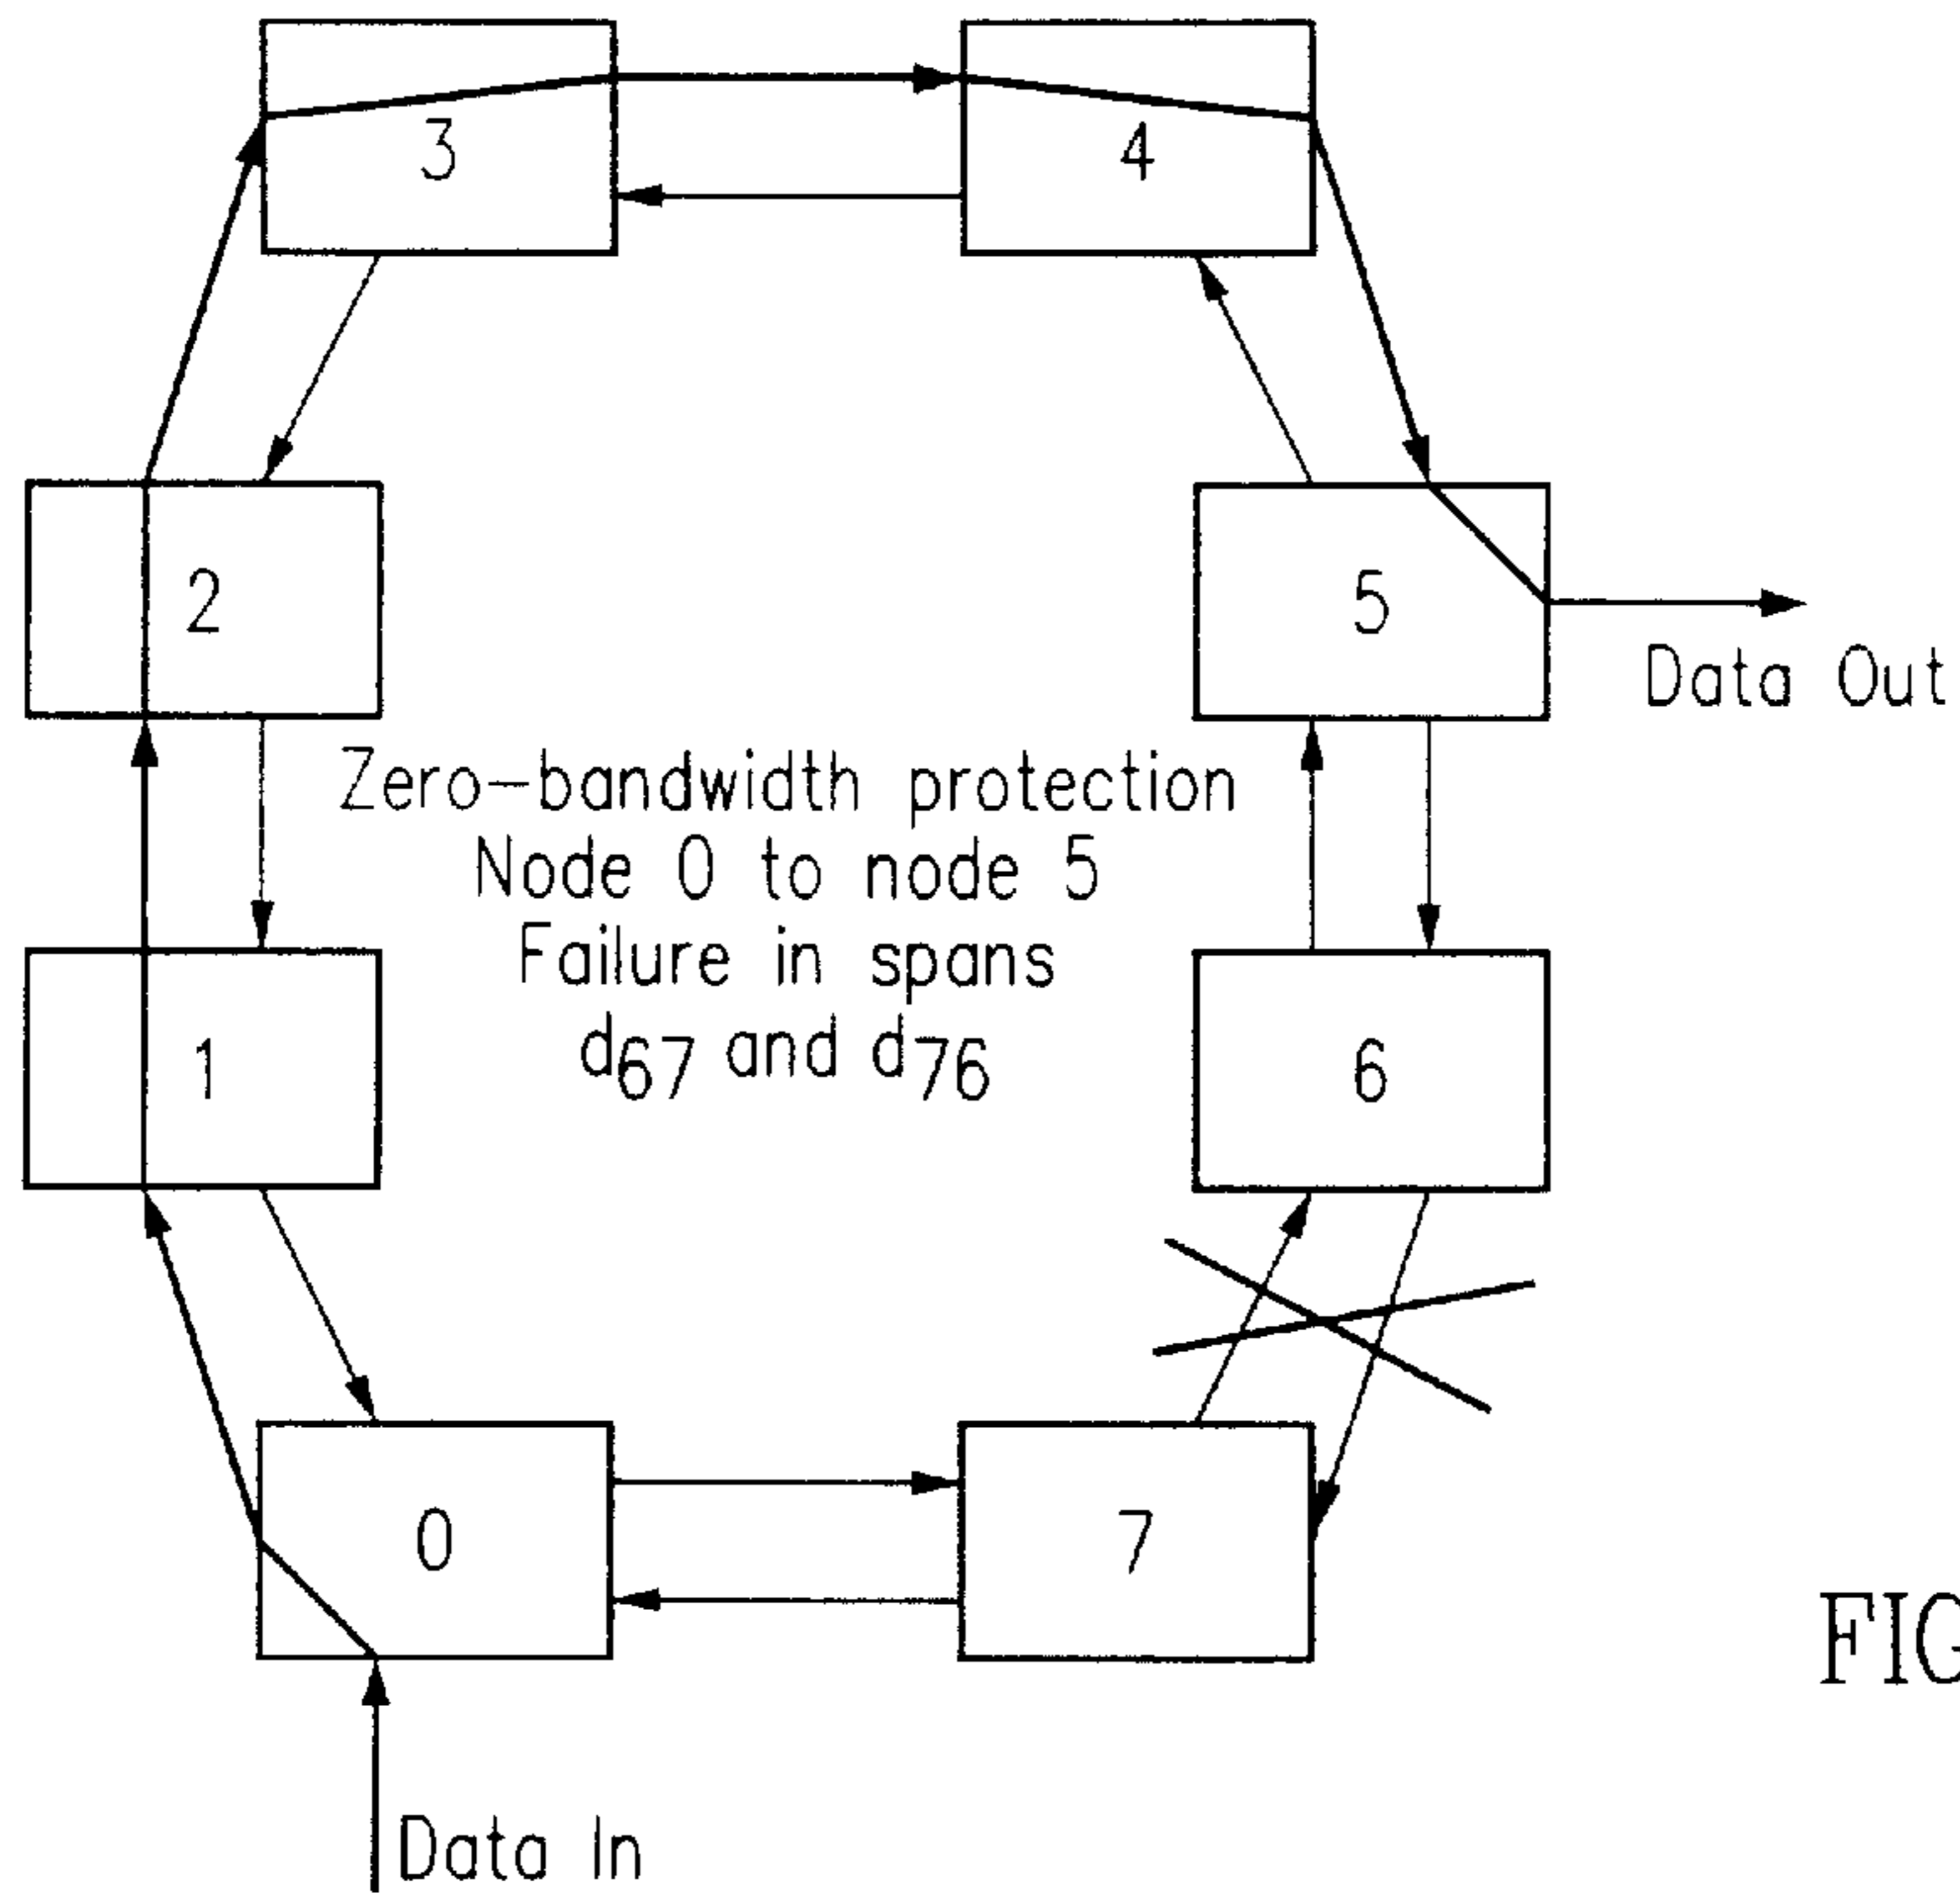 3
4
2
5
Data Out
Zero-bandwidth protection
Node 0 to node 5
Failure in spans
d67 and d76
1
6
0
7
FIG
Data In